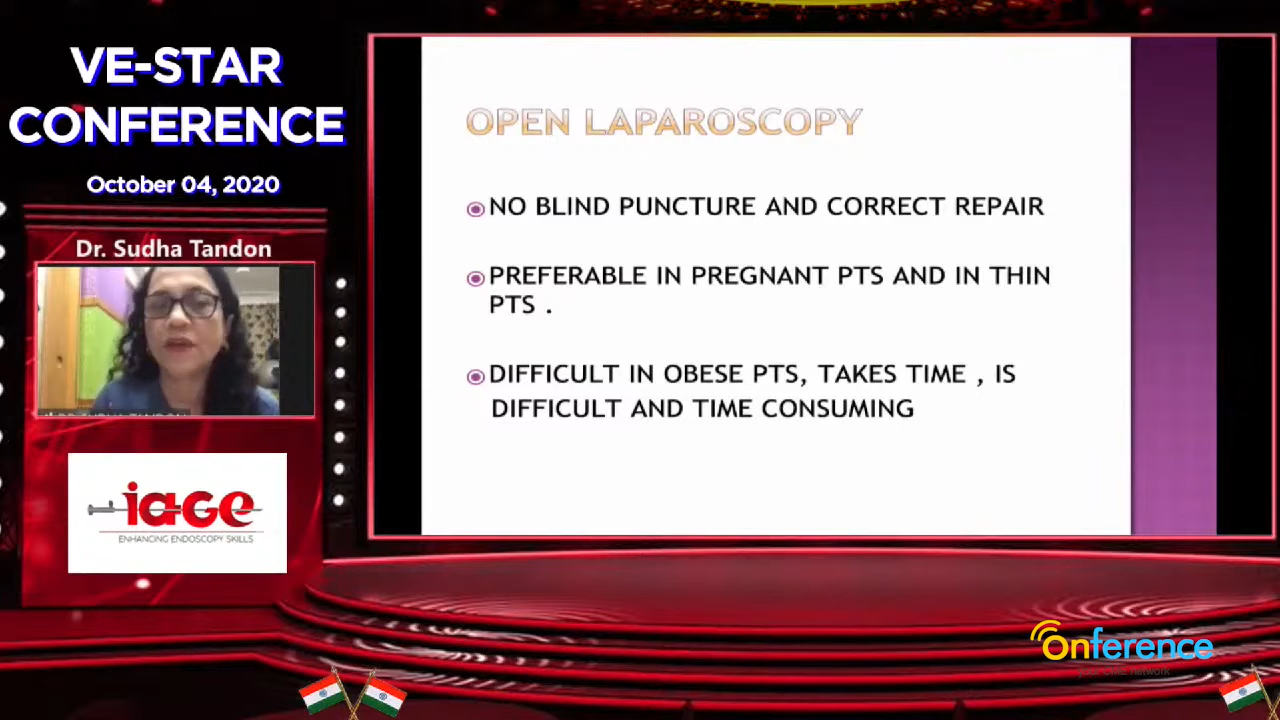 VE-STAR
CONFERENCE
October 04, 2020
Dr. Sudha Tandon
iage
ENHANCING ENDOSCOPY SKILLS
OPEN LAPAROSCOPY
NO BLIND PUNCTURE AND CORRECT REPAIR
PREFERABLE IN PREGNANT PTS AND IN THIN
PTS .
DIFFICULT IN OBESE PTS, TAKES TIME , IS
DIFFICULT AND TIME CONSUMING
Onference